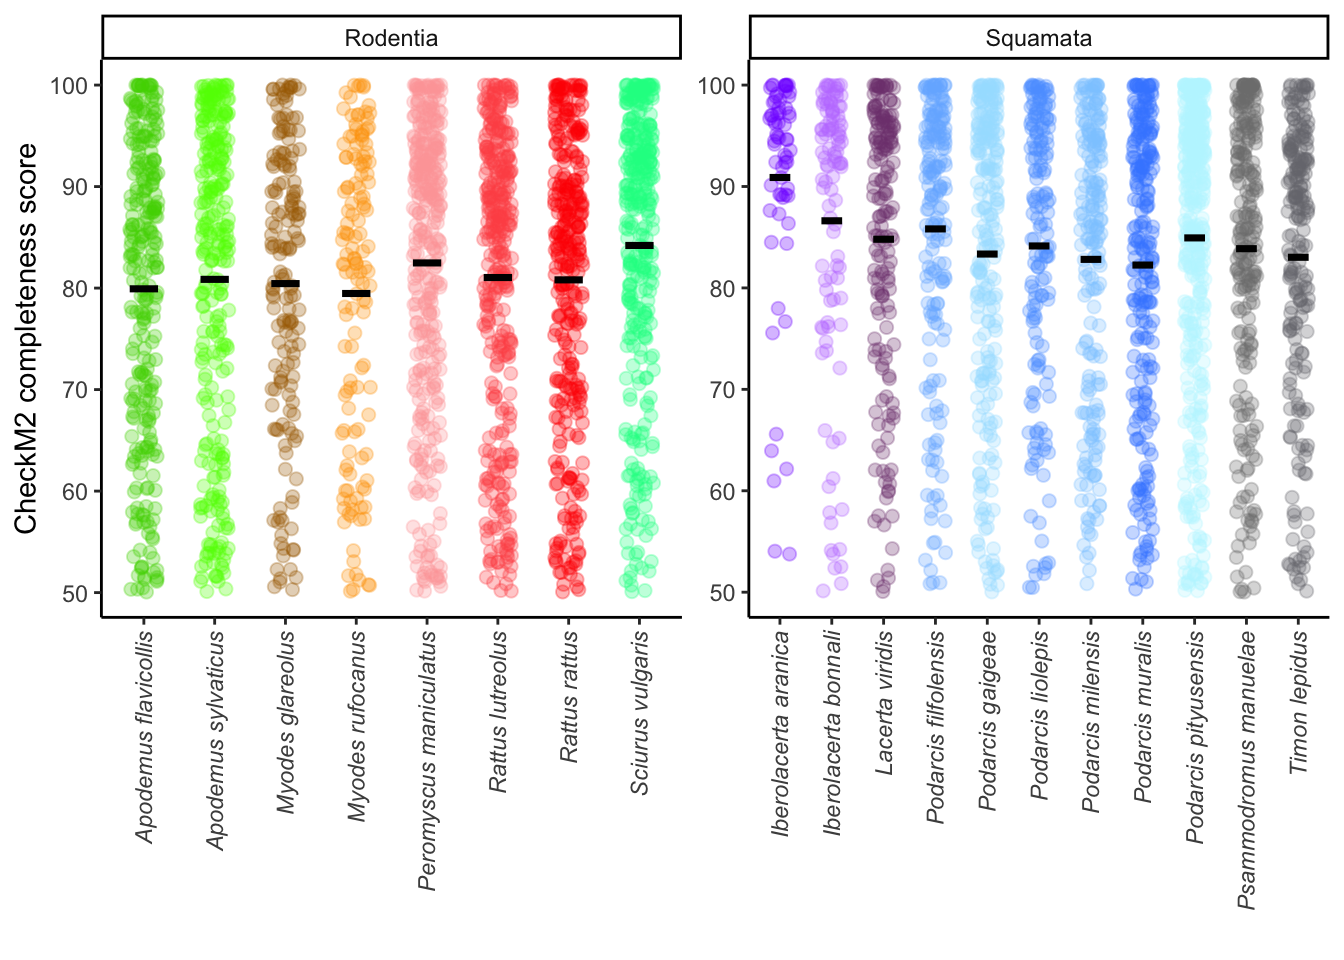 Rodentia
Squamata
CheckM2 completeness score
100
90
80
70
60
50
100
90
80
70
60
50
Apodemus flavicollis
Apodemus sylvaticus
Myodes glareolus
Myodes rufocanus
Peromyscus maniculatus
Rattus lutreolus
Rattus rattus
Sciurus vulgaris
Iberolacerta aranica
Iberolacerta bonnali
Lacerta viridis
Podarcis filfolensis
Podarcis gaigeae
Podarcis liolepis
Podarcis milensis
Podarcis muralis
Podarcis pityusensis
Psammodromus manuelae
Timon lepidus